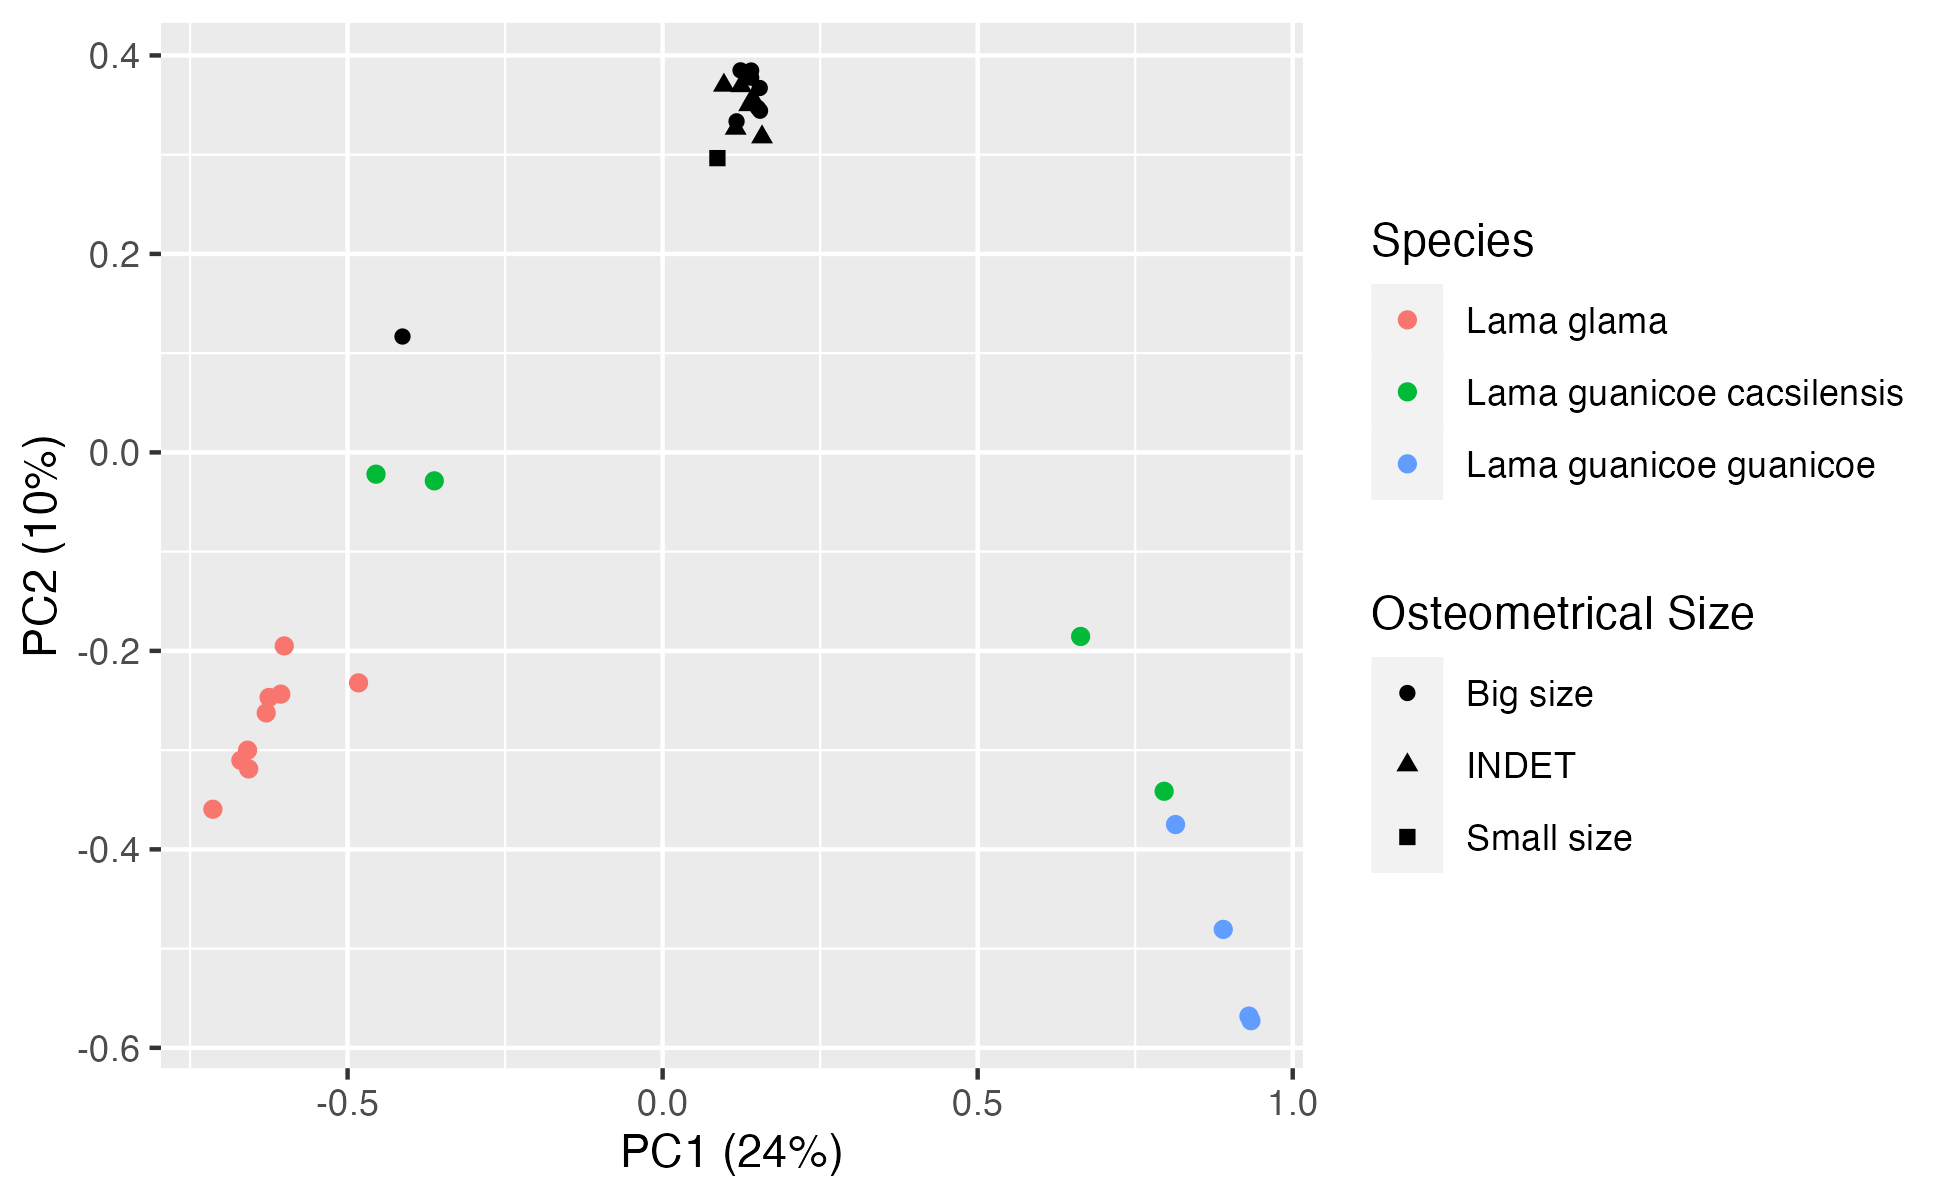 0.4
0.2
0.0
-0.2
-0.4
-0.6
PC2 (10%)
-0.5
0.0
0.5
1.0
PC1 (24%)
Species
Lama glama
Lama guanicoe cacsilensis
Lama guanicoe guanicoe
Osteometrical Size
Big size
INDET
Small size